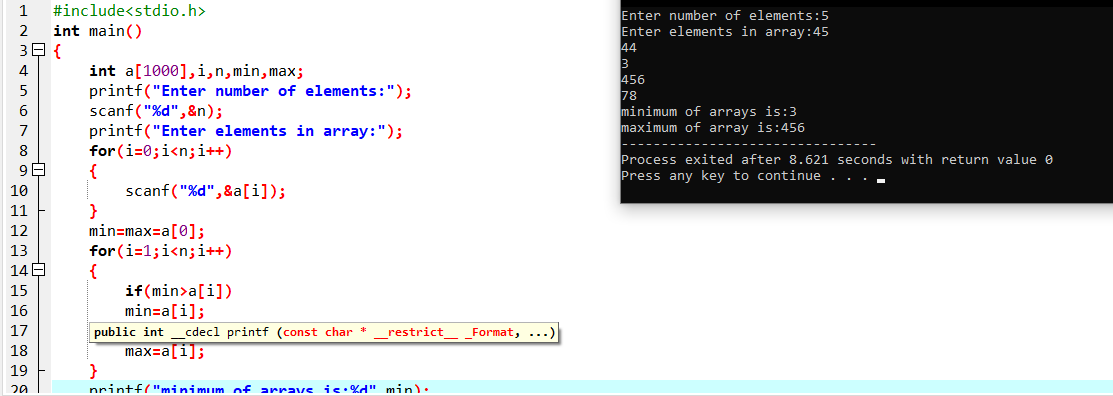 1 #include<stdio.h>
2 int main()
3 {
4 int a[1000],i,n,min,max;
5 printf("Enter number of elements:");
6 scanf("%d",&n);
7 printf("Enter elements in array:");
8 for(i=0;i<n;i++)
9 {
10 scanf("%d",&a[i]);
11 }
12 min=max=a[0];
13 for(i=1;i<n;i++)
14 {
15 if(min>a[i])
16 min=a[i];
17 public int __cdecl printf (const char * __restrict__ _Format, ...)
18 max=a[i];
19 }
20 printf("minimum of arrays is:%d",min);
Enter number of elements:5
Enter elements in array:45
44
3
456
78
minimum of arrays is:3
maximum of array is:456
--------------------------------
Process exited after 8.621 seconds with return value 0
Press any key to continue . . .